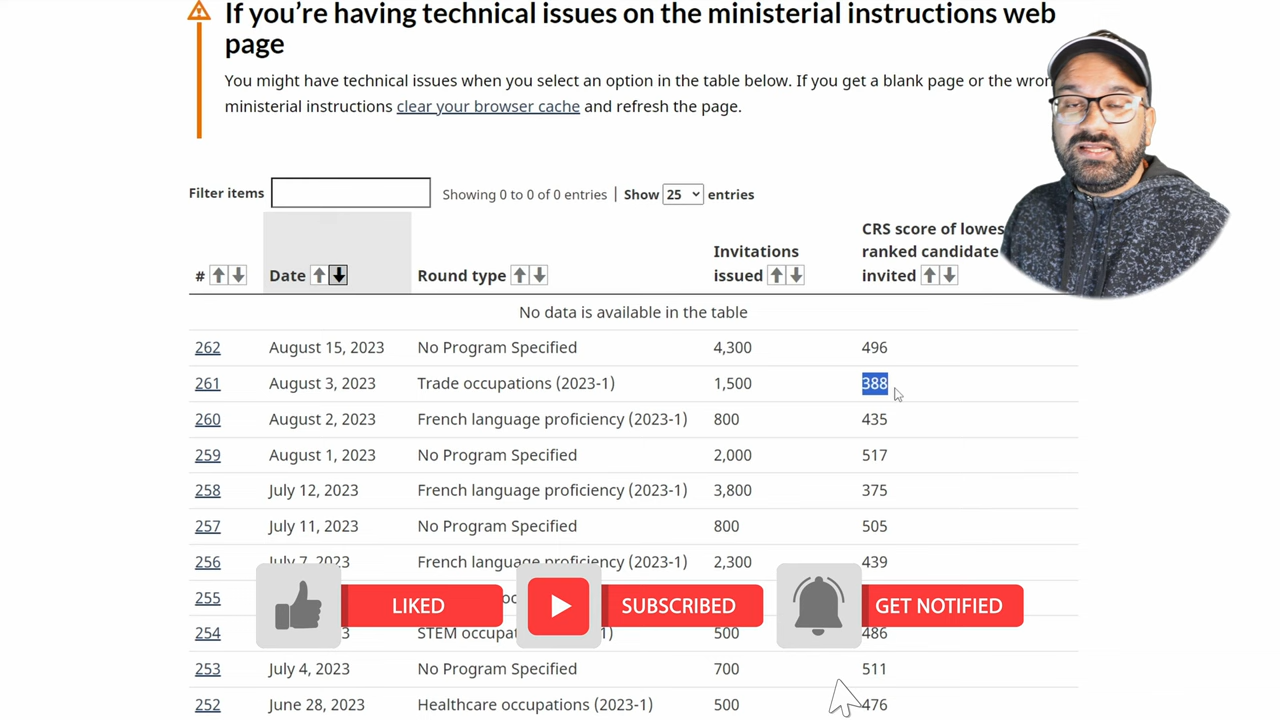 If you’re having technical issues on the ministerial instructions web
page
You might have technical issues when you select an option in the table below. If you get a blank page or the
ministerial instructions clear your browser cache and refresh the page.
Filter items Showing 0 to 0 of 0 entries | Show 25 entries
# Date Round type Invitations issued CRS score of ranked candidate invited
No data is available in the table
262 August 15, 2023 No Program Specified 4,300 496
261 August 3, 2023 Trade occupations (2023-1) 1,500 388
260 August 2, 2023 French language proficiency (2023-1) 800 435
259 August 1, 2023 No Program Specified 2,000 517
258 July 12, 2023 French language proficiency (2023-1) 3,800 375
257 July 11, 2023 No Program Specified 800 505
256 July 7, 2023 French language proficiency (2023-1) 2,300 439
255
254 STEM 500 486
253 July 4, 2023 No Program Specified 700 511
252 June 28, 2023 Healthcare occupations (2023-1) 500 476
LIKED
SUBSCRIBED
GET NOTIFIED